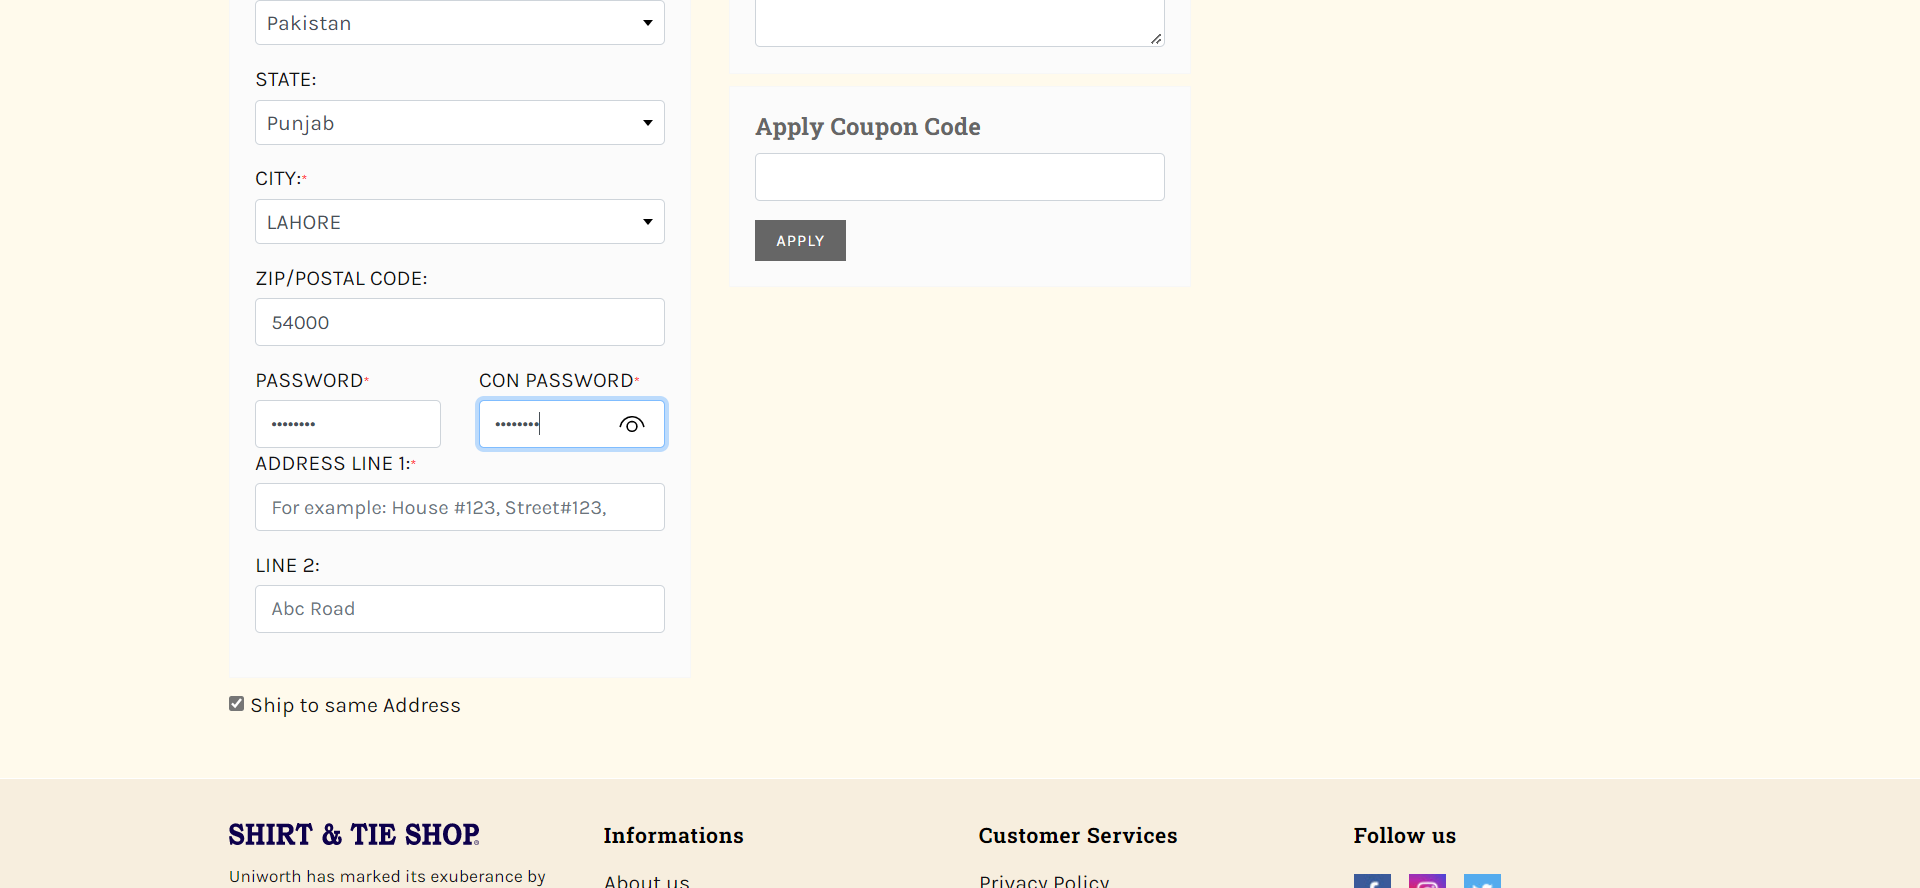 Pakistan
STATE:
Punjab
CITY:*
LAHORE
ZIP/POSTAL CODE:
54000
PASSWORD* CON PASSWORD*
•••••••• ••••••••
ADDRESS LINE 1:*
For example: House #123, Street#123,
LINE 2:
Abc Road
Ship to same Address
Apply Coupon Code
APPLY
SHIRT & TIE SHOP®
Uniworth has marked its exuberance by
Informations
About us
Customer Services
Privacy Policy
Follow us